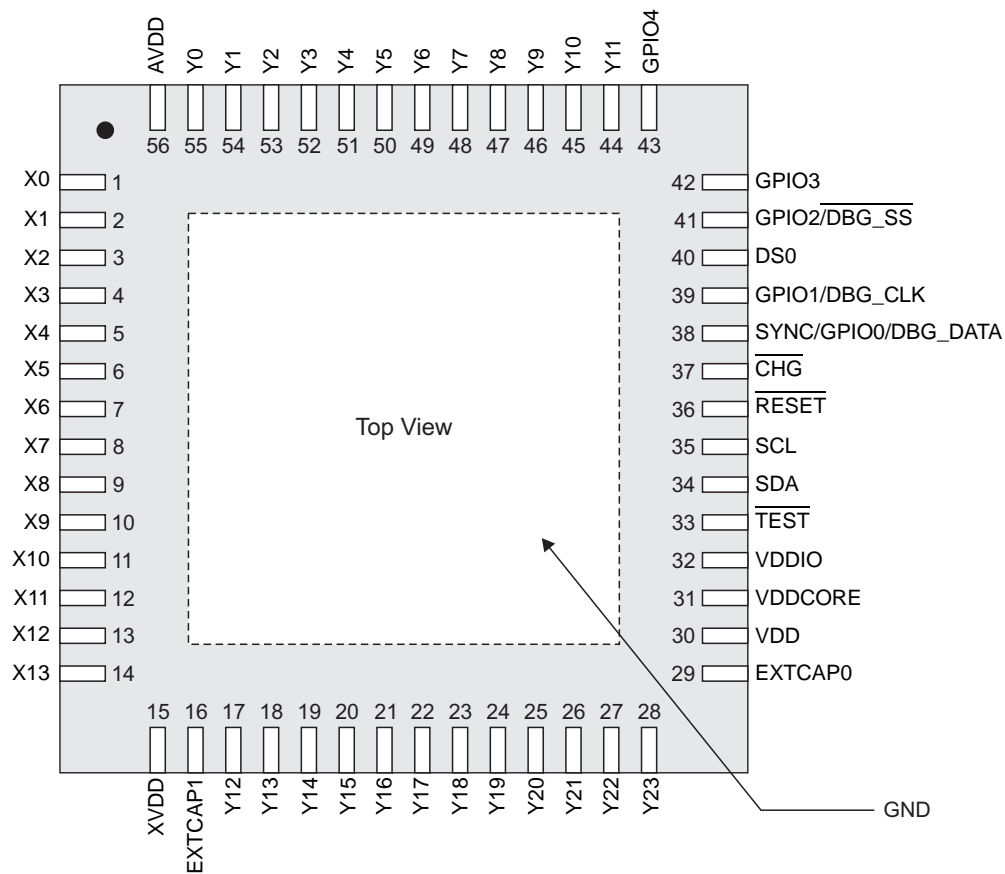 AVDD Y0 Y1 Y2 Y3 Y4 Y5 Y6 Y7 Y8 Y9 Y10 Y11 GPIO4
56 55 54 53 52 51 50 49 48 47 46 45 44 43
X0 1 42 GPIO3
X1 2 41 GPIO2/DBG_SS
X2 3 40 DS0
X3 4 39 GPIO1/DBG_CLK
X4 5 38 SYNC/GPIO0/DBG_DATA
X5 6 37 CHG
X6 7 36 RESET
Top View
X7 8 35 SCL
X8 9 34 SDA
X9 10 33 TEST
X10 11 32 VDDIO
X11 12 31 VDDCORE
X12 13 30 VDD
X13 14 29 EXTCAP0
15 16 17 18 19 20 21 22 23 24 25 26 27 28
XVDD EXTCAP1 Y12 Y13 Y14 Y15 Y16 Y17 Y18 Y19 Y20 Y21 Y22 Y23
GND